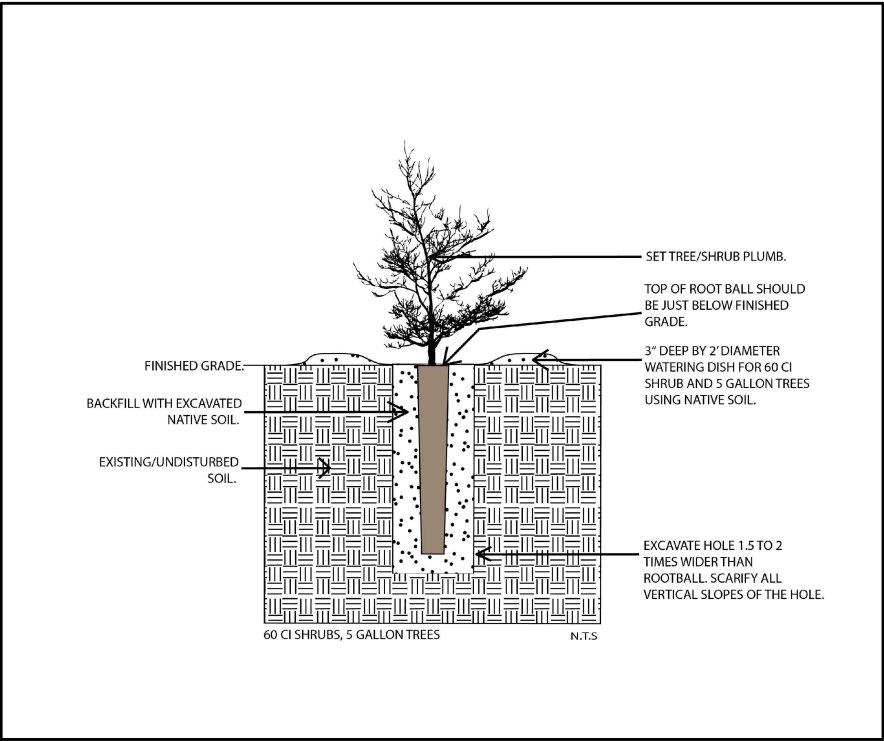 SET TREE/SHRUB PLUMB.
TOP OF ROOT BALL SHOULD
BE JUST BELOW FINISHED
GRADE.
3" DEEP BY 2' DIAMETER
WATERING DISH FOR 60 CI
SHRUB AND 5 GALLON TREES
USING NATIVE SOIL.
FINISHED GRADE.
BACKFILL WITH EXCAVATED
NATIVE SOIL.
EXISTING/UNDISTURBED
SOIL.
EXCAVATE HOLE 1.5 TO 2
TIMES WIDER THAN
ROOTBALL. SCARIFY ALL
VERTICAL SLOPES OF THE HOLE.
60 CI SHRUBS, 5 GALLON TREES
N.T.S